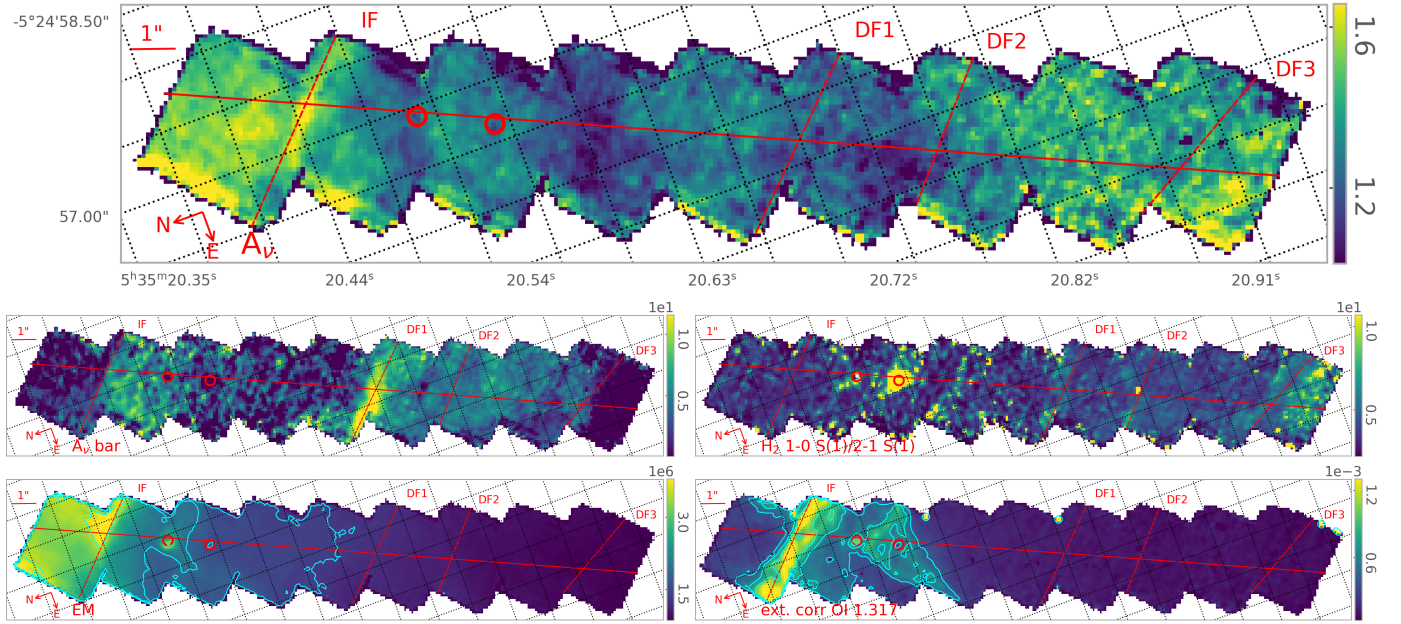 -5°24'58.50"
IF
1"
DF1
DF2
DF3
1.6
1.2
57.00"
N
E
Aν
5ʰ35ᵐ20.35ˢ
20.44ˢ
20.54ˢ
20.63ˢ
20.72ˢ
20.82ˢ
20.91ˢ
1e1
1"
IF
DF1
DF2
DF3
1.0
0.5
N
E
Aν bar
1e1
1"
IF
DF1
DF2
DF3
1.0
0.5
N
E
H₂ 1-0 S(1)/2-1 S(1)
1e6
1"
IF
DF1
DF2
DF3
3.0
1.5
N
E
EM
1e−3
1"
IF
DF1
DF2
DF3
1.2
0.6
N
E
ext. corr OI 1.317